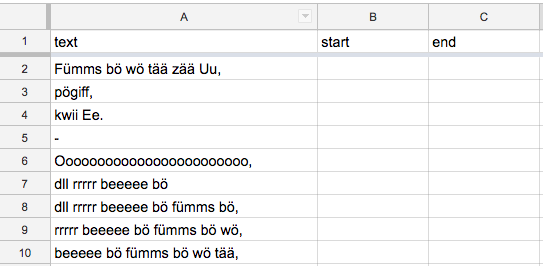 A B C
1 text start end
2 Fümms bö wö tää zää Uu,
3 pögiff,
4 kwii Ee.
5 -
6 Oooooooooooooooooooooooo,
7 dll rrrrr beeeee bö
8 dll rrrrr beeeee bö fümms bö,
9 rrrrr beeeee bö fümms bö wö,
10 beeeee bö fümms bö wö tää,